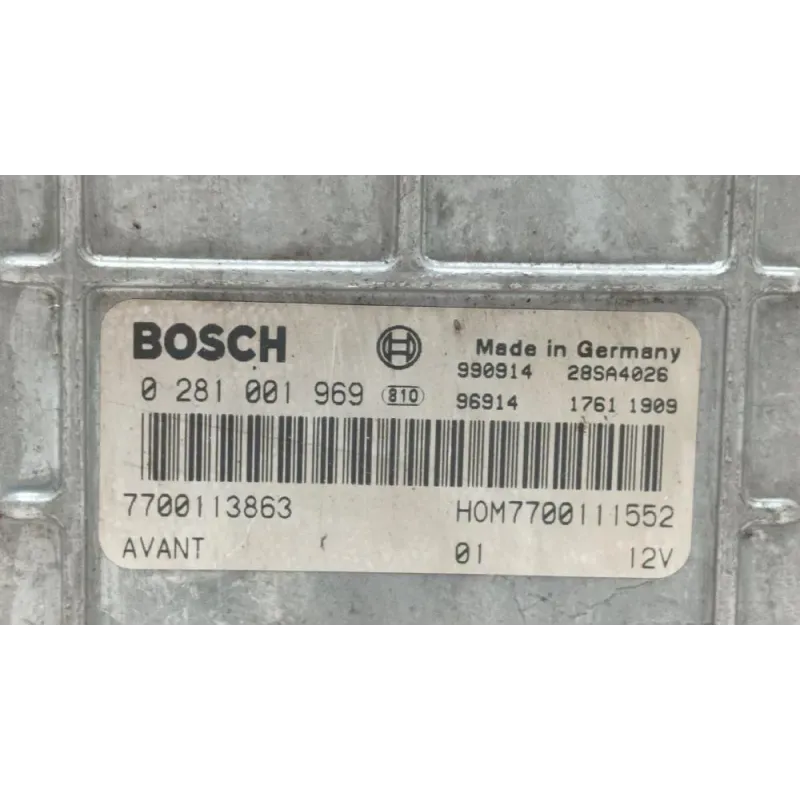 BOSCH Made in Germany
990914 28SA4026
0 281 001 969 810 96914 1761 1909
7700113863 HOM7700111552
AVANT 01 12V